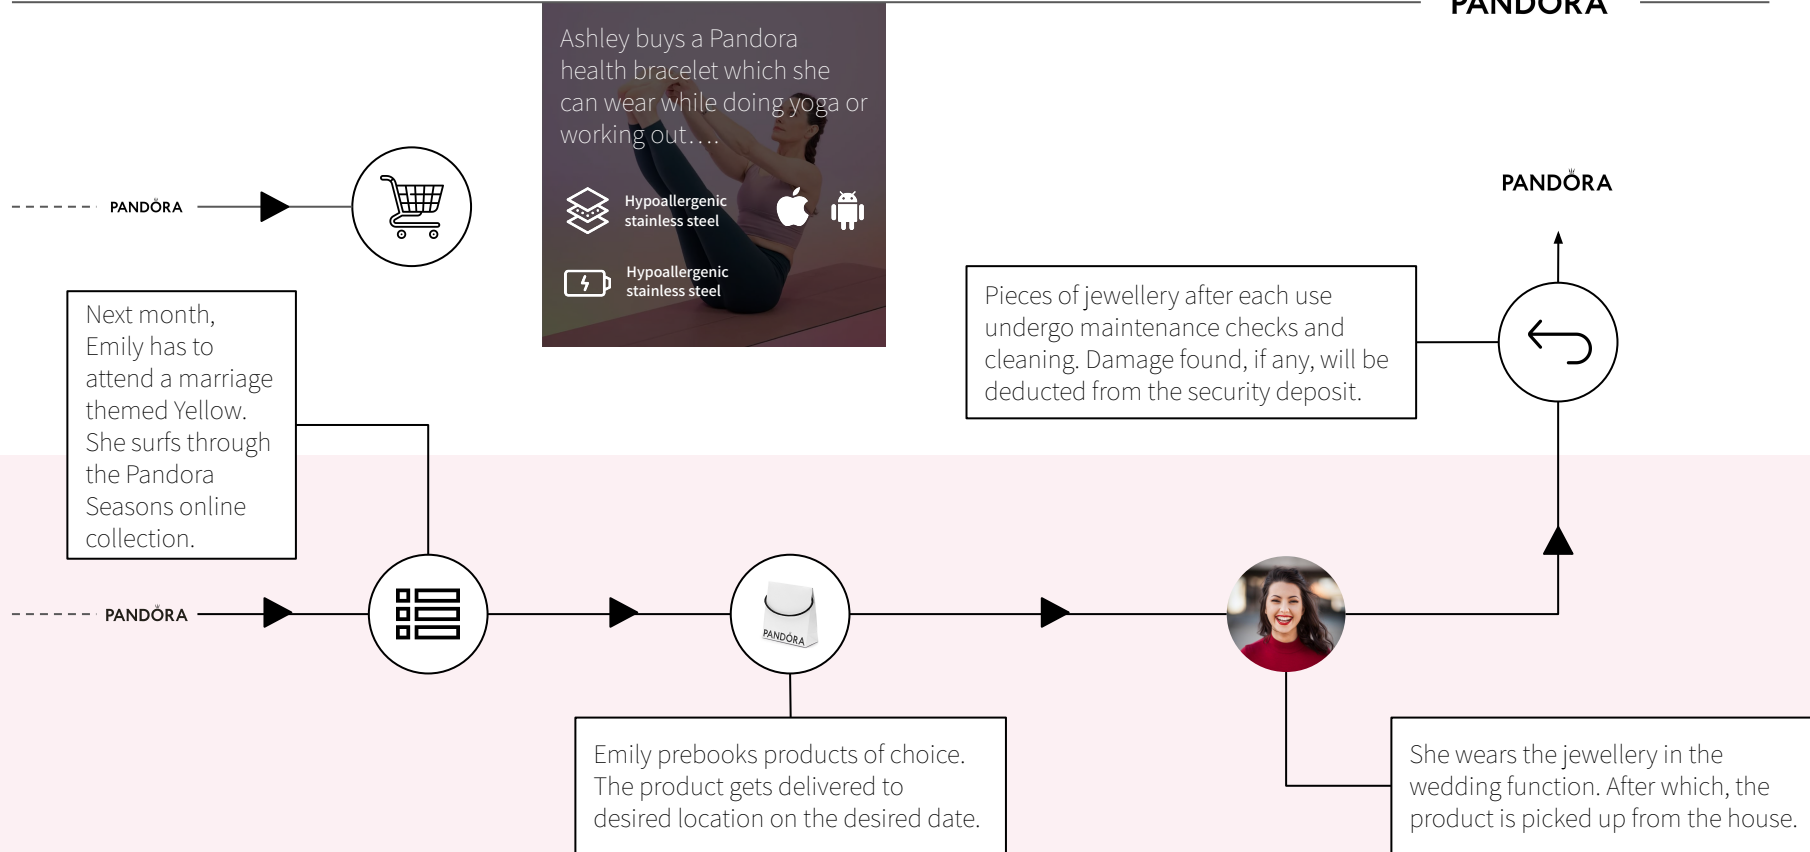 PANDORA
Ashley buys a Pandora
health bracelet which she
can wear while doing yoga or
working out....
Hypoallergenic
stainless steel
Hypoallergenic
stainless steel
PANDORA
PANDORA
Next month,
Emily has to
attend a marriage
themed Yellow.
She surfs through
the Pandora
Seasons online
collection.
Pieces of jewellery after each use
undergo maintenance checks and
cleaning. Damage found, if any, will be
deducted from the security deposit.
PANDORA
PANDORA
Emily prebooks products of choice.
The product gets delivered to
desired location on the desired date.
She wears the jewellery in the
wedding function. After which, the
product is picked up from the house.